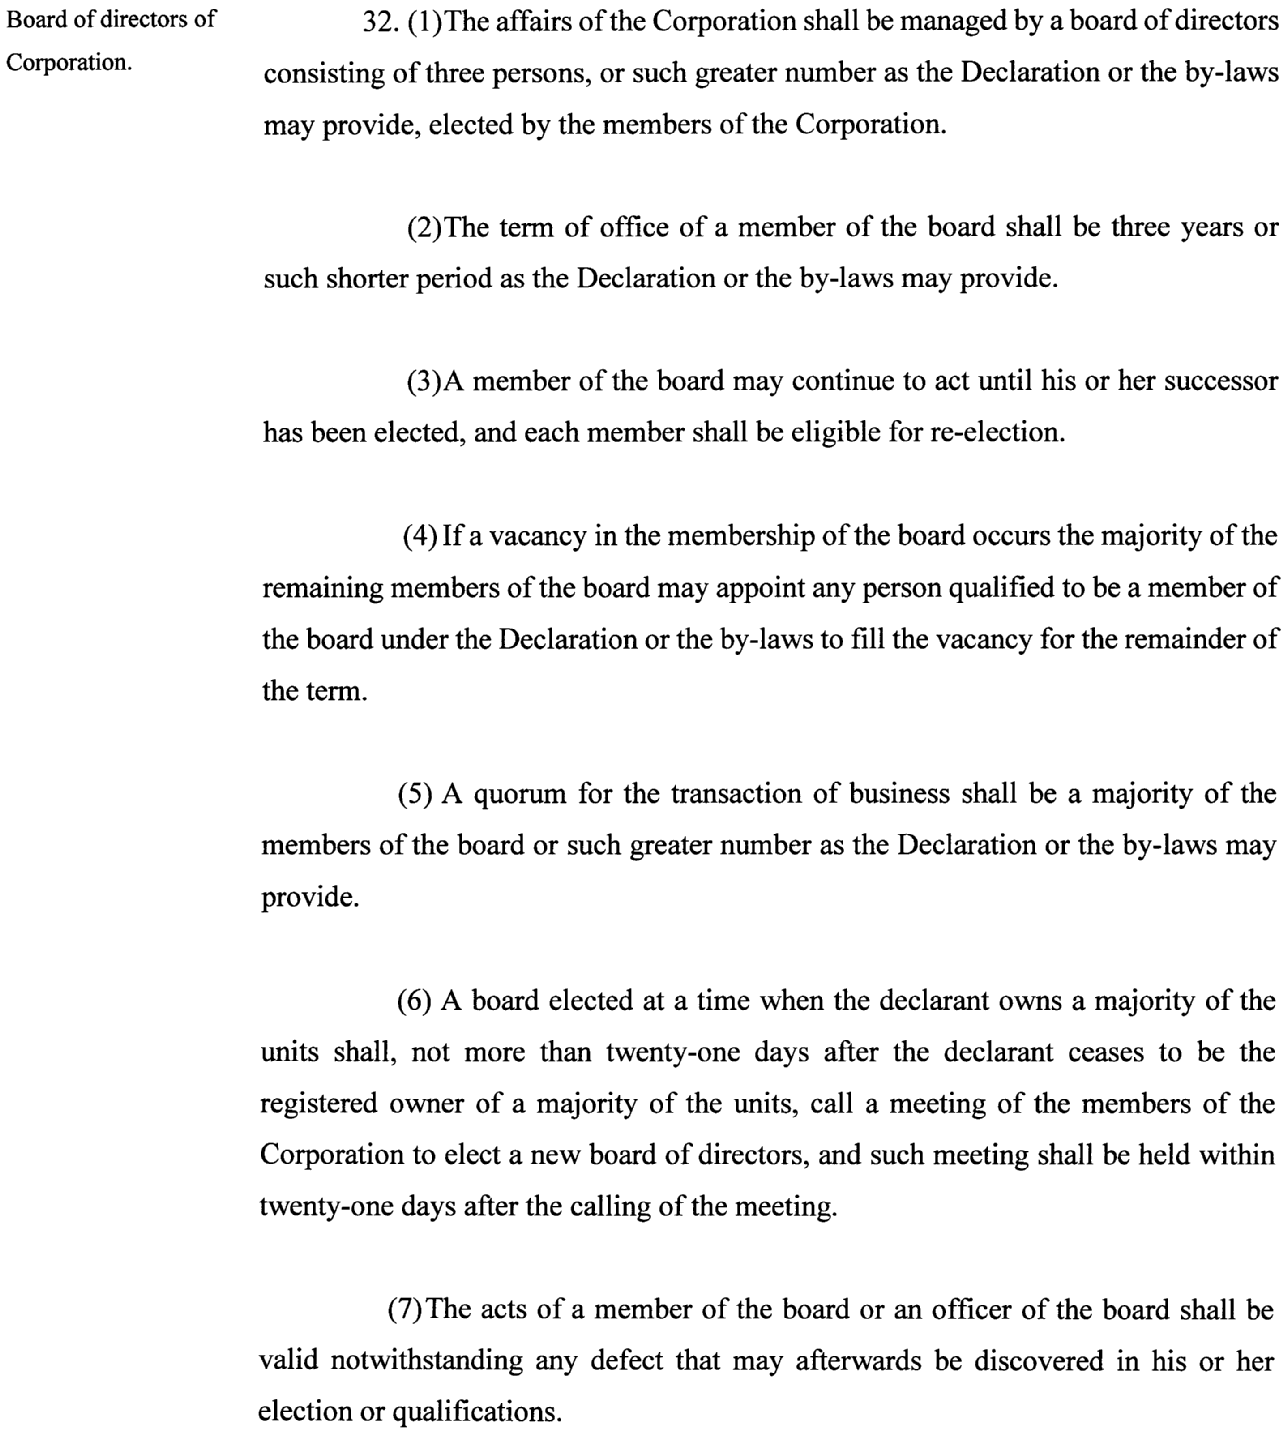 Board of directors of
Corporation.
32. (1)The affairs of the Corporation shall be managed by a board of directors
consisting of three persons, or such greater number as the Declaration or the by-laws
may provide, elected by the members of the Corporation.
(2)The term of office of a member of the board shall be three years or
such shorter period as the Declaration or the by-laws may provide.
(3)A member of the board may continue to act until his or her successor
has been elected, and each member shall be eligible for re-election.
(4) If a vacancy in the membership of the board occurs the majority of the
remaining members of the board may appoint any person qualified to be a member of
the board under the Declaration or the by-laws to fill the vacancy for the remainder of
the term.
(5) A quorum for the transaction of business shall be a majority of the
members of the board or such greater number as the Declaration or the by-laws may
provide.
(6) A board elected at a time when the declarant owns a majority of the
units shall, not more than twenty-one days after the declarant ceases to be the
registered owner of a majority of the units, call a meeting of the members of the
Corporation to elect a new board of directors, and such meeting shall be held within
twenty-one days after the calling of the meeting.
(7)The acts of a member of the board or an officer of the board shall be
valid notwithstanding any defect that may afterwards be discovered in his or her
election or qualifications.